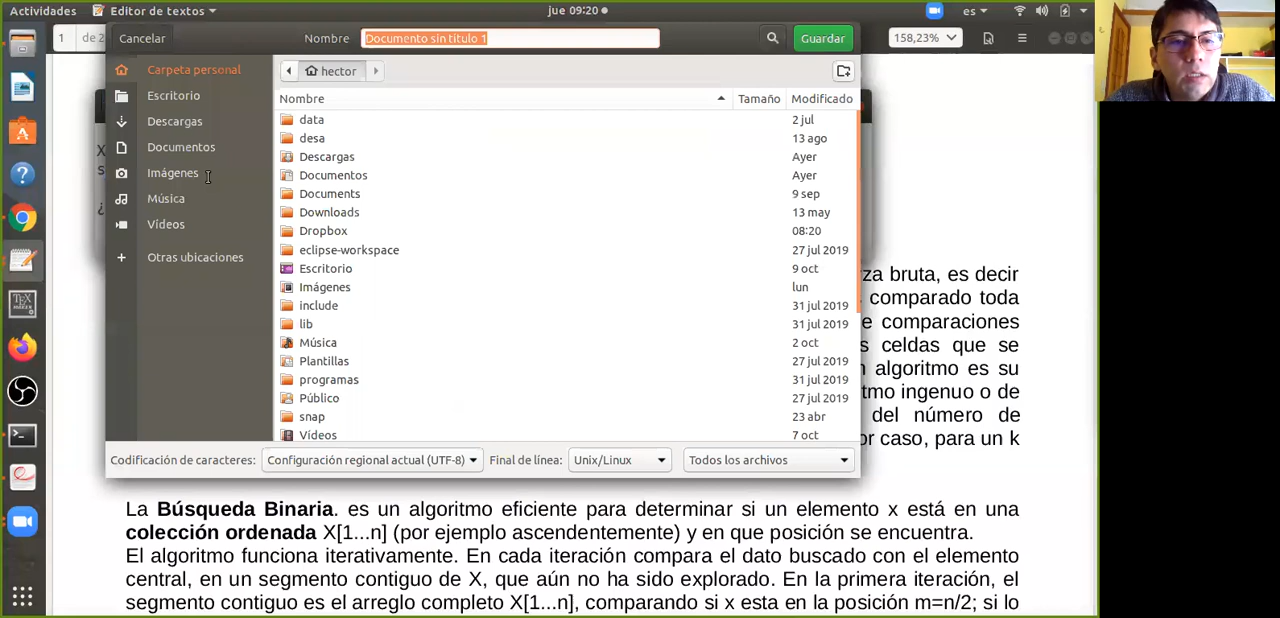 Actividades Editor de textos jue 09:20 es
1 de 2 158,23%
Cancelar Nombre Documento sin título 1 Guardar
Carpeta personal
Escritorio
Descargas
Documentos
Imágenes
Música
Vídeos
Otras ubicaciones
hector
Nombre Tamaño Modificado
data 2 jul
desa 13 ago
Descargas Ayer
Documentos Ayer
Documents 9 sep
Downloads 13 may
Dropbox 08:20
eclipse-workspace 27 jul 2019
Escritorio 9 oct
Imágenes lun
include 31 jul 2019
lib 31 jul 2019
Música 2 oct
Plantillas 27 jul 2019
programas 31 jul 2019
Público 27 jul 2019
snap 23 abr
Vídeos 7 oct
Codificación de caracteres: Configuración regional actual (UTF-8) Final de línea: Unix/Linux Todos los archivos
X
s
¿
za bruta, es decir
comparado toda
e comparaciones
s celdas que se
n algoritmo es su
tmo ingenuo o de
del número de
or caso, para un k
La Búsqueda Binaria. es un algoritmo eficiente para determinar si un elemento x está en una
colección ordenada X[1...n] (por ejemplo ascendentemente) y en que posición se encuentra.
El algoritmo funciona iterativamente. En cada iteración compara el dato buscado con el elemento
central, en un segmento contiguo de X, que aún no ha sido explorado. En la primera iteración, el
segmento contiguo es el arreglo completo X[1...n], comparando si x esta en la posición m=n/2; si lo